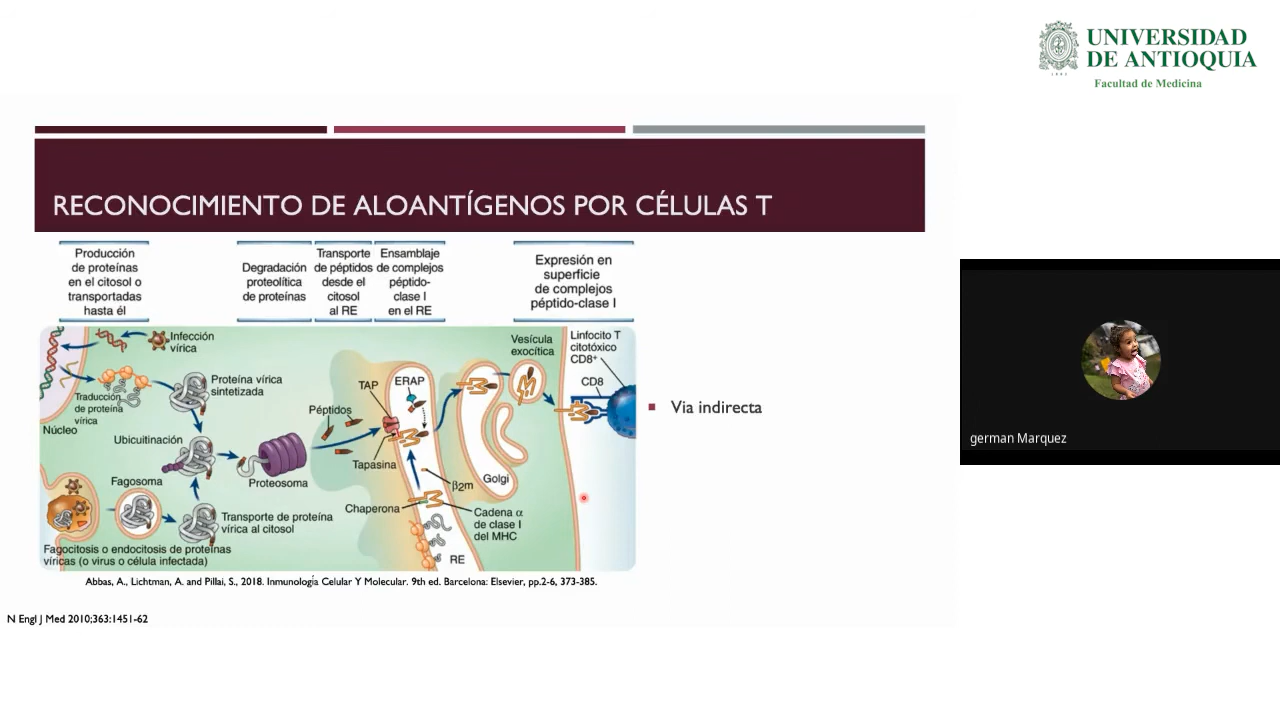 UNIVERSIDAD
DE ANTIOQUIA
1803
Facultad de Medicina
RECONOCIMIENTO DE ALOANTÍGENOS POR CÉLULAS T
Producción
de proteínas
en el citosol o
transportadas
hasta él
Degradación
proteolítica
de proteínas
Transporte
de péptidos
desde el
citosol
al RE
Ensamblaje
de complejos
péptido-
clase I
en el RE
Expresión en
superficie
de complejos
péptido-clase I
Infección
vírica
Traducción
de proteína
vírica
Núcleo
Proteína vírica
sintetizada
Ubicuitinación
Fagosoma
Transporte de proteína
vírica al citosol
Fagocitosis o endocitosis de proteínas
víricas (o virus o célula infectada)
Proteosoma
Péptidos
TAP
ERAP
Tapasina
Chaperona
β2m
Cadena α
de clase I
del MHC
RE
Golgi
Vesícula
exocítica
Linfocito T
citotóxico
CD8+
CD8
Via indirecta
german Marquez
Abbas, A., Lichtman, A. and Pillai, S., 2018. Inmunología Celular Y Molecular. 9th ed. Barcelona: Elsevier, pp.2-6, 373-385.
N Engl J Med 2010;363:1451-62